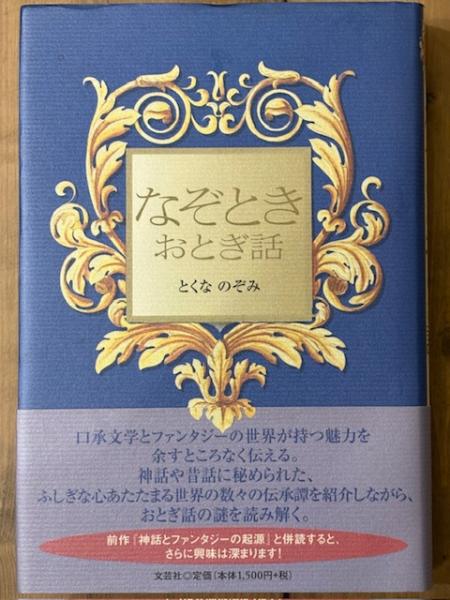 なぞとき
おとぎ話
とくな のぞみ
口承文学とファンタジーの世界が持つ魅力を
余すところなく伝える。
神話や昔話に秘められた、
ふしぎな心あたたまる世界の数々の伝承譚を紹介しながら、
おとぎ話の謎を読み解く。
前作『神話とファンタジーの起源』と併読すると、
さらに興味は深まります!
文芸社◎定価(本体1,500円+税)